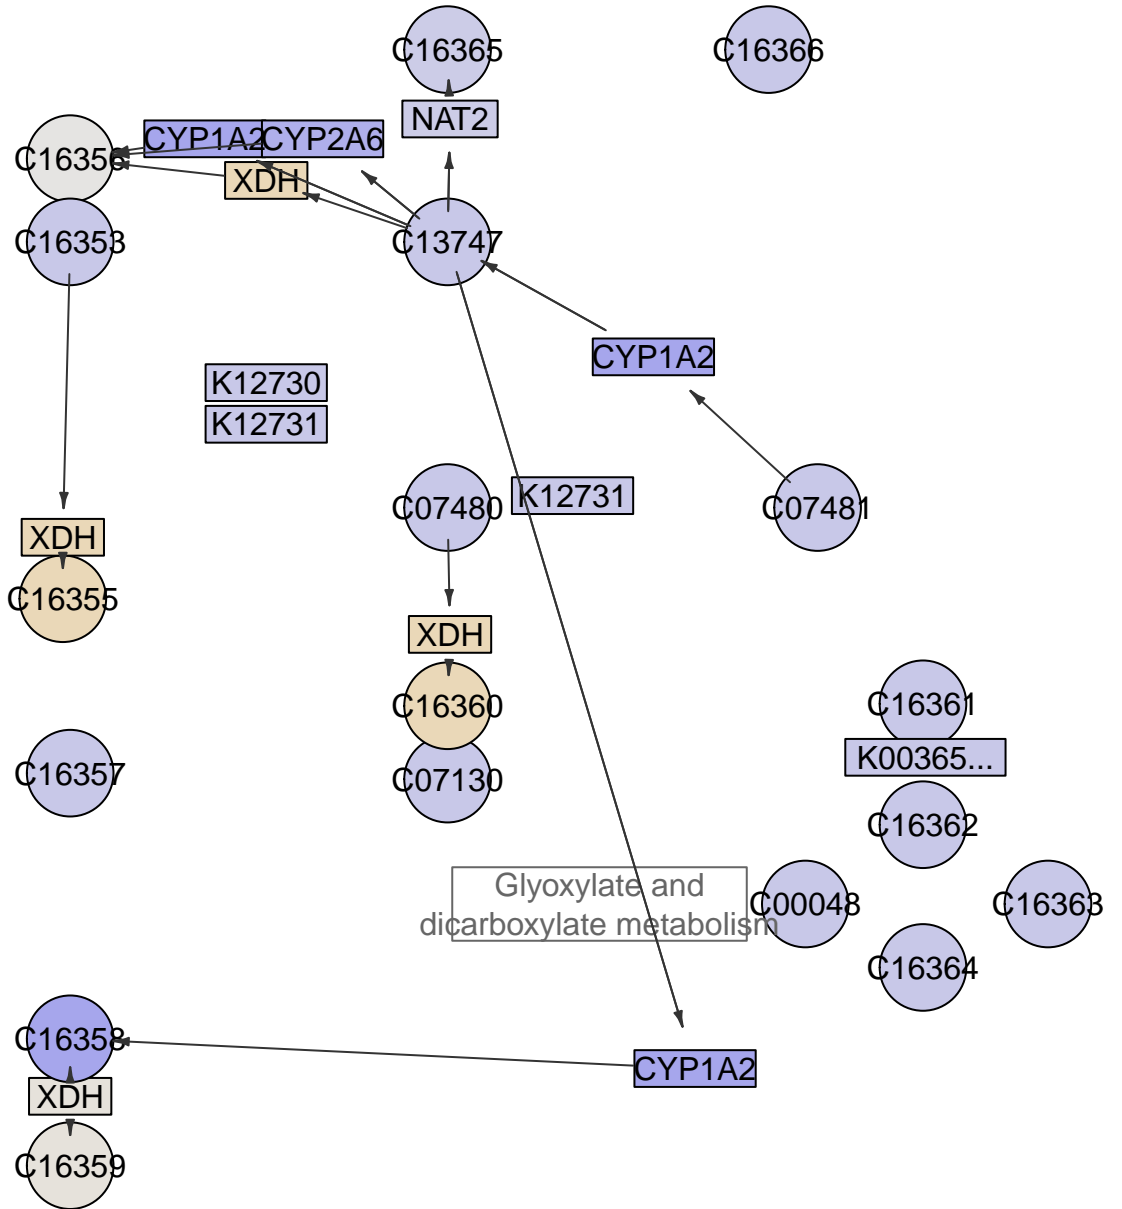 C16365
C16366
NAT2
CYP1A2
CYP2A6
C16356
XDH
C16353
C13747
CYP1A2
K12730
K12731
K12731
C07480
C07481
XDH
C16355
XDH
C16360
C16361
K00365...
C16357
C07130
C16362
Glyoxylate and
dicarboxylate metabolism
C00048
C16363
C16364
C16358
CYP1A2
XDH
C16359